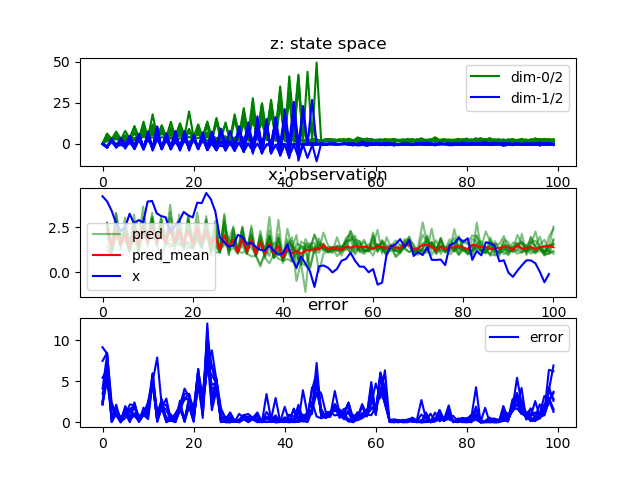 z: state space
50
25
0
dim-0/2
dim-1/2
0 20 40 60 80 100
x: observation
2.5
0.0
pred
pred_mean
x
0 20 40 60 80 100
error
10
5
0
error
0 20 40 60 80 100